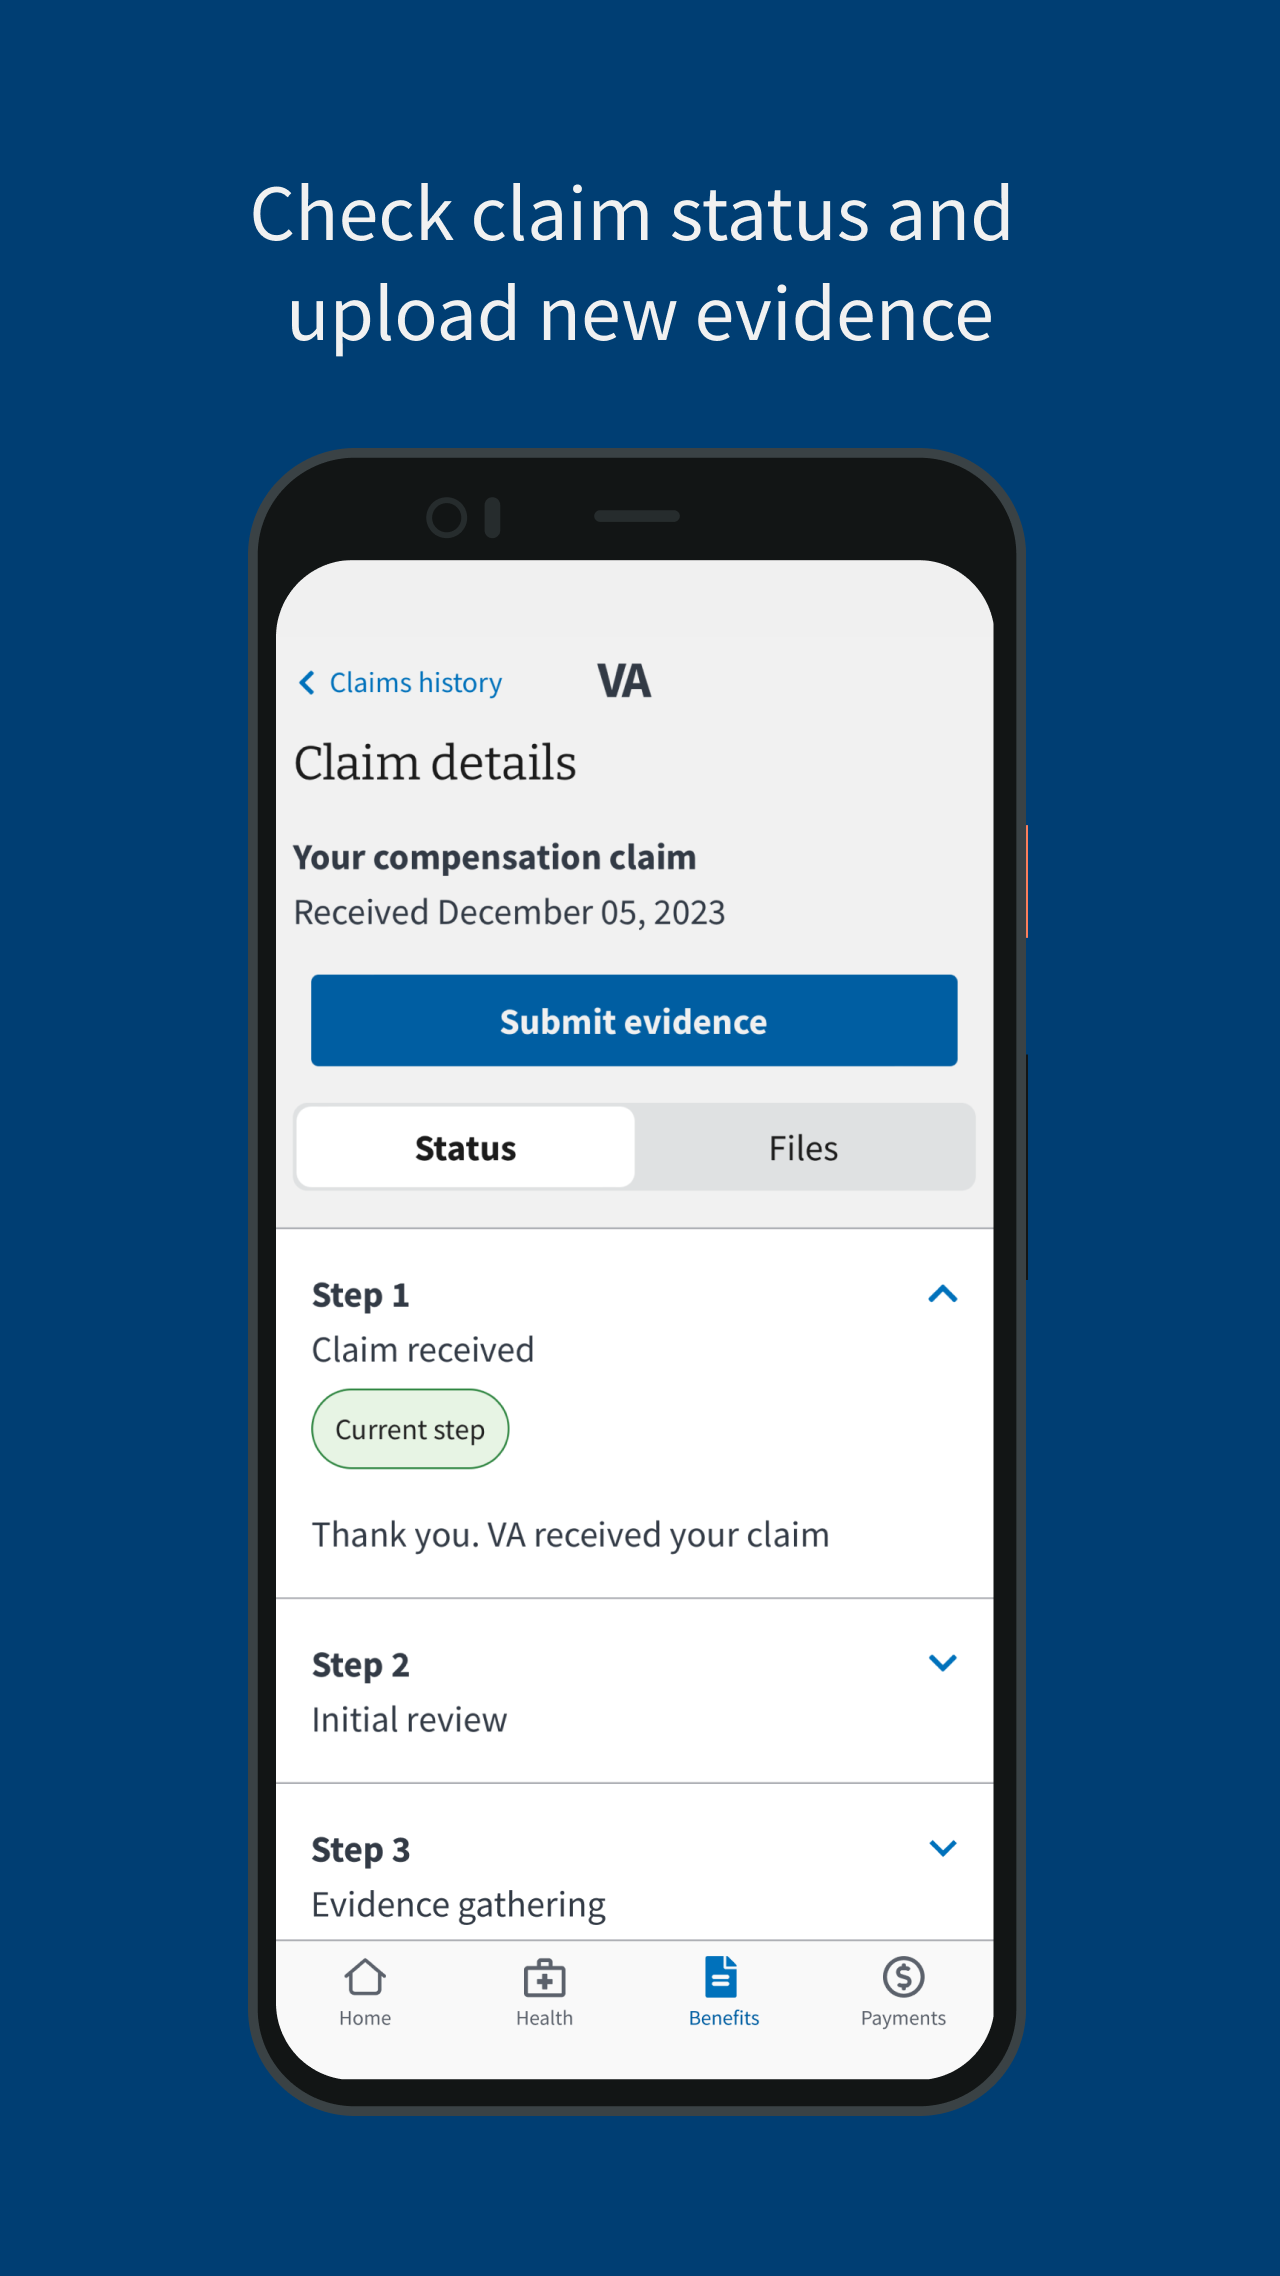 Check claim status and
upload new evidence
Claims history
VA
Claim details
Your compensation claim
Received December 05, 2023
Submit evidence
Status
Files
Step 1
Claim received
Current step
Thank you. VA received your claim
Step 2
Initial review
Step 3
Evidence gathering
Home
Health
Benefits
Payments